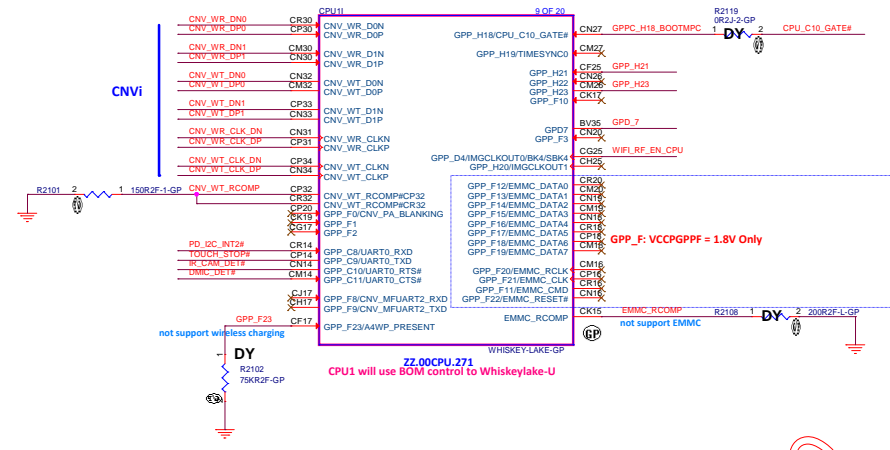 CPU1I 9 OF 20
CNV_WR_DN0 CR30 CNV_WR_D0N
CNV_WR_DP0 CP30 CNV_WR_D0P
CNV_WR_DN1 CM30 CNV_WR_D1N
CNV_WR_DP1 CN30 CNV_WR_D1P
CNVi
CNV_WT_DN0 CN32 CNV_WT_D0N
CNV_WT_DP0 CM32 CNV_WT_D0P
CNV_WT_DN1 CP33 CNV_WT_D1N
CNV_WT_DP1 CN33 CNV_WT_D1P
CNV_WR_CLK_DN CN31 CNV_WR_CLKN
CNV_WR_CLK_DP CP31 CNV_WR_CLKP
CNV_WT_CLK_DN CP34 CNV_WT_CLKN
CNV_WT_CLK_DP CN34 CNV_WT_CLKP
R2101 2 1 150R2F-1-GP CNV_WT_RCOMP CP32 CNV_WT_RCOMP#CP32
CR32 CNV_WT_RCOMP#CR32
CP20 GPP_F0/CNV_PA_BLANKING
CK19 GPP_F1
CG17 GPP_F2
PD_I2C_INT2# CR14 GPP_C8/UART0_RXD
TOUCH_STOP# CP14 GPP_C9/UART0_TXD
IR_CAM_DET# CN14 GPP_C10/UART0_RTS#
DMIC_DET# CM14 GPP_C11/UART0_CTS#
CJ17 GPP_F8/CNV_MFUART2_RXD
CH17 GPP_F9/CNV_MFUART2_TXD
GPP_F23 CF17 GPP_F23/A4WP_PRESENT
not support wireless charging
1 DY
R2102
75KR2F-GP
2
GPP_H18/CPU_C10_GATE# CN27 GPPC_H18_BOOTMPC 1 DY 2 CPU_C10_GATE#
R2119
0R2J-2-GP
GPP_H19/TIMESYNC0 CM27
GPP_H21 CF25 GPP_H21
GPP_H22 CN26
GPP_H23 CM26 GPP_H23
GPP_F10 CK17
GPD7 BV35 GPD_7
GPP_F3 CN20
GPP_D4/IMGCLKOUT0/BK4/SBK4 CG25 WIFI_RF_EN_CPU
GPP_H20/IMGCLKOUT1 CH25
GPP_F12/EMMC_DATA0 CR20
GPP_F13/EMMC_DATA1 CM20
GPP_F14/EMMC_DATA2 CN19
GPP_F15/EMMC_DATA3 CM19
GPP_F16/EMMC_DATA4 CN18
GPP_F17/EMMC_DATA5 CR18
GPP_F18/EMMC_DATA6 CP18
GPP_F19/EMMC_DATA7 CM18
GPP_F: VCCPGPPF = 1.8V Only
GPP_F20/EMMC_RCLK CM16
GPP_F21/EMMC_CLK CP16
GPP_F11/EMMC_CMD CR16
GPP_F22/EMMC_RESET# CN16
EMMC_RCOMP CK15 EMMC_RCOMP R2108 1 DY 2 200R2F-L-GP
not support EMMC
GP
WHISKEY-LAKE-GP
ZZ.00CPU.271
CPU1 will use BOM control to Whiskeylake-U